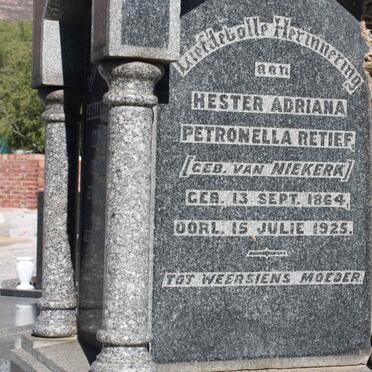 Liefdevolle Herinnering
aan
HESTER ADRIANA
PETRONELLA RETIEF
(GEB. VAN NIEKERK)
GEB. 13 SEPT. 1864.
OORL. 15 JULIE 1925.
TOT WEERSIENS MOEDER